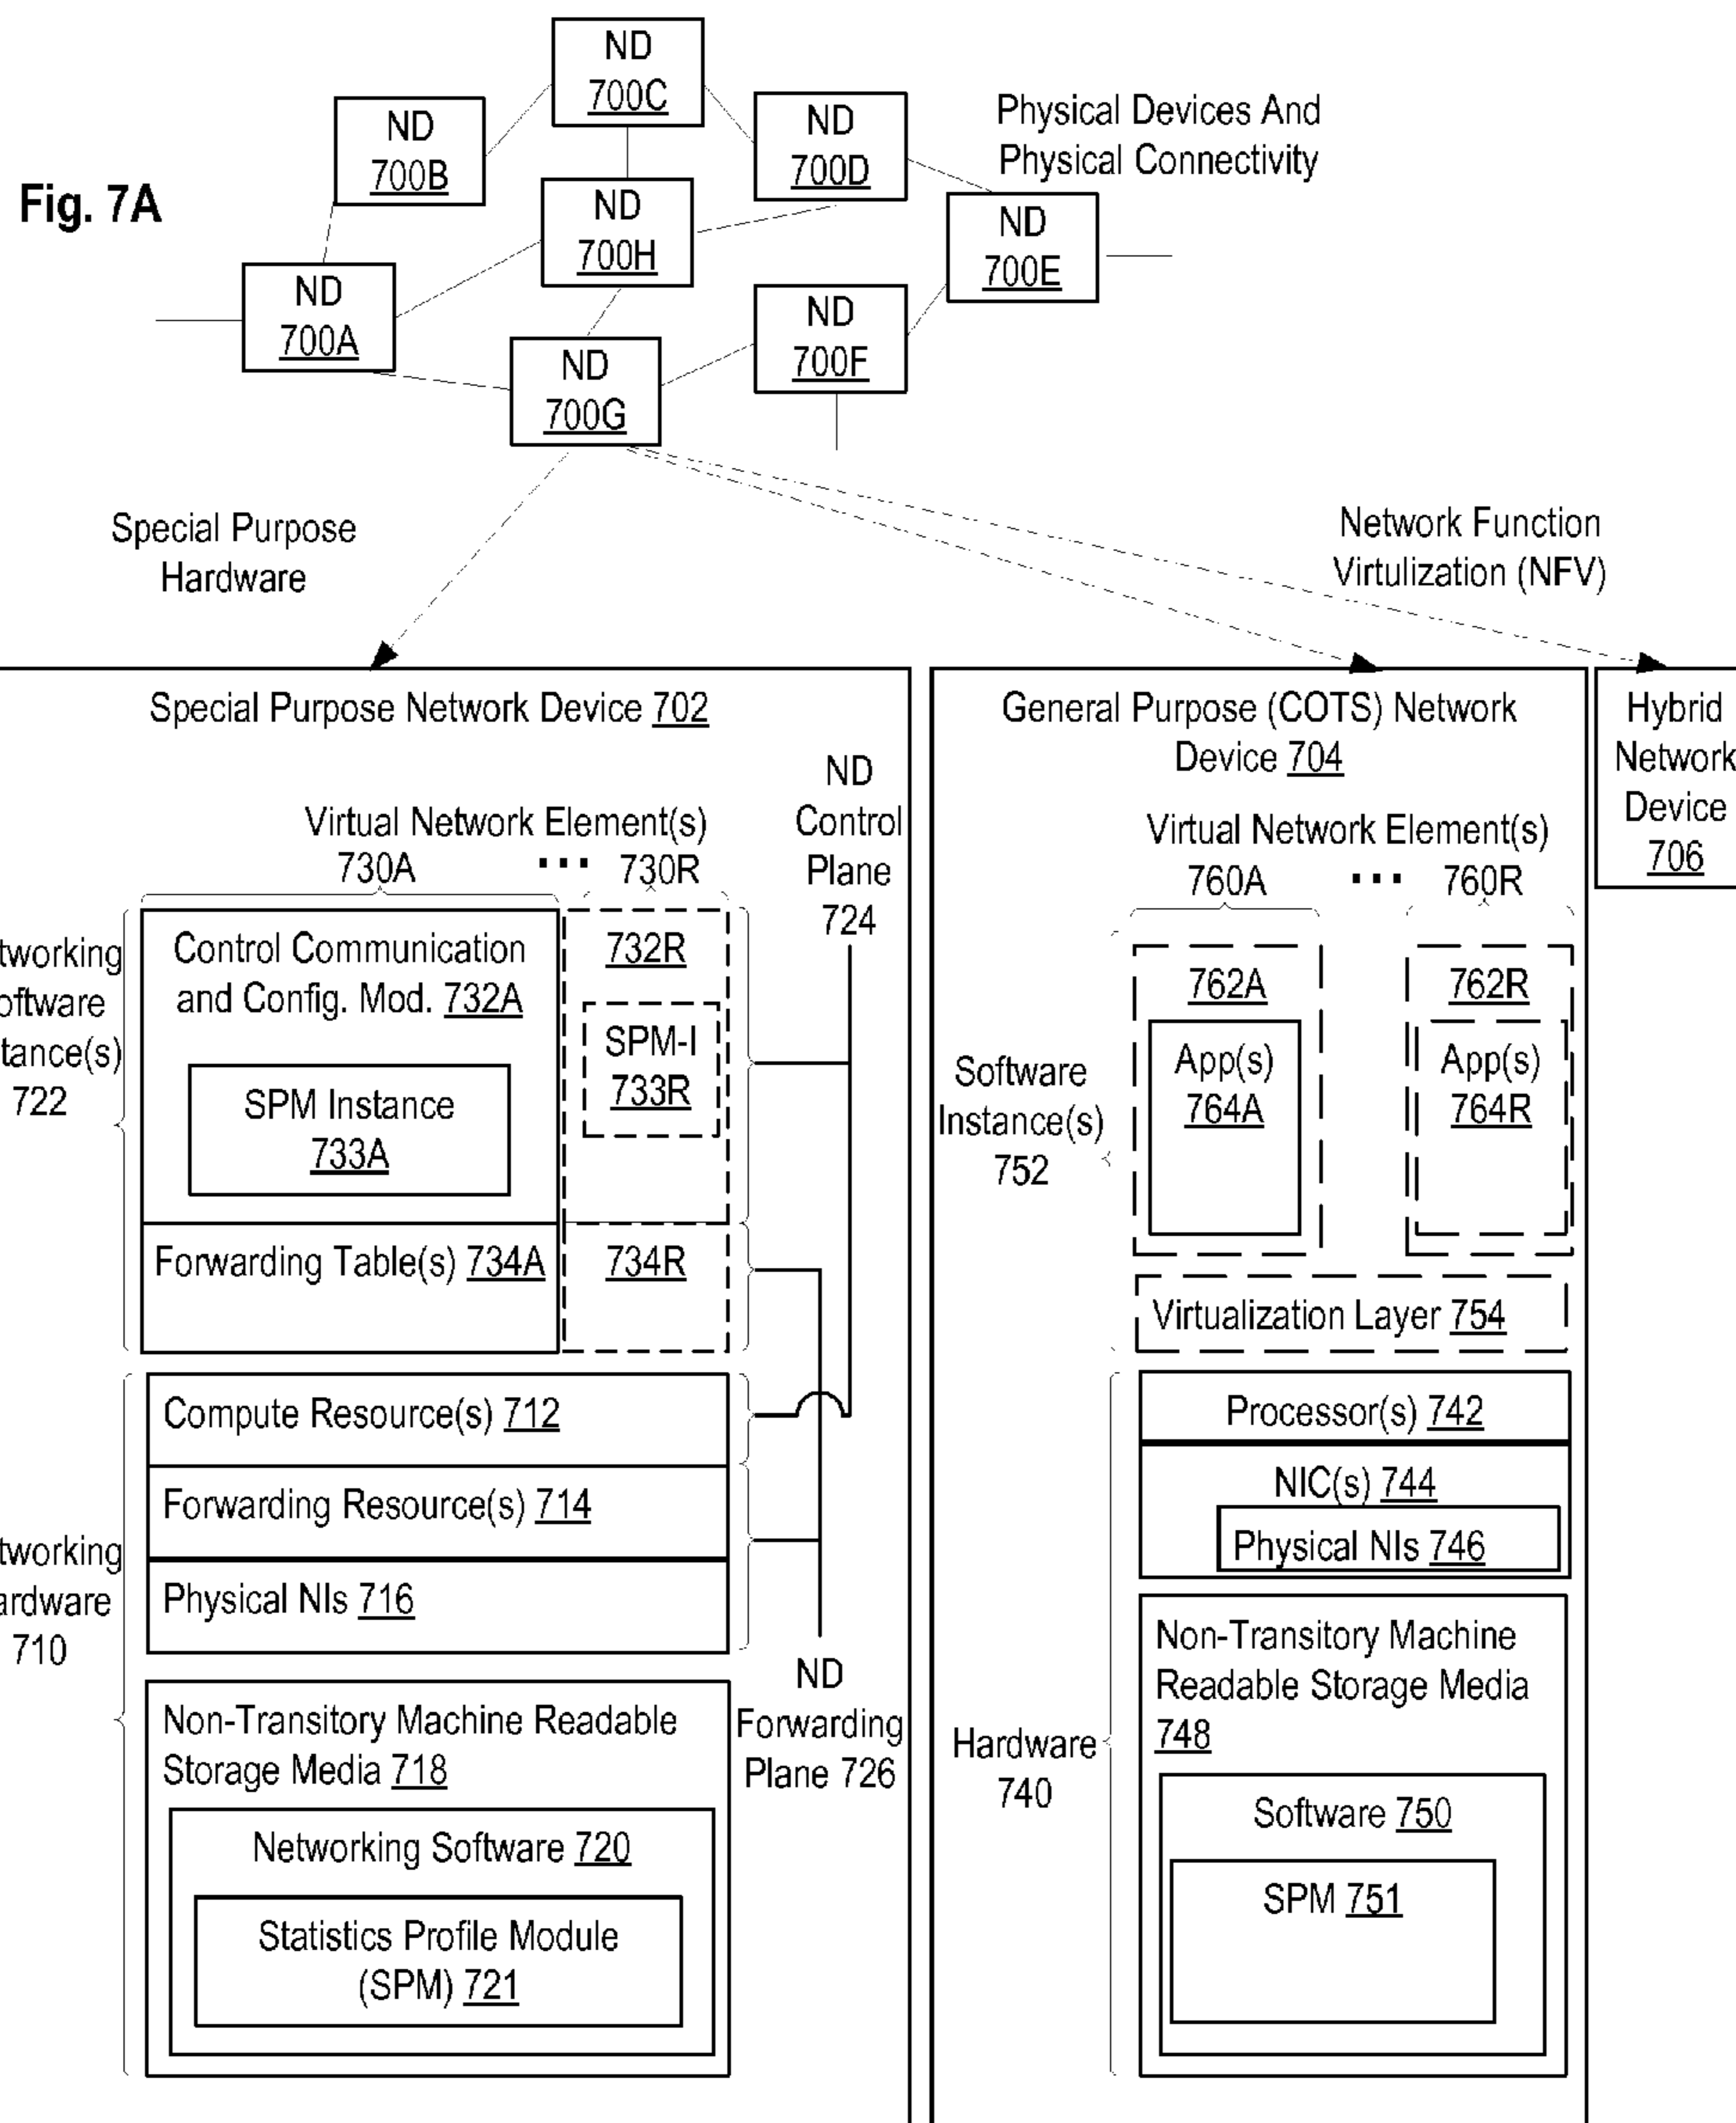 Fig. 7A
ND
700C
ND
700B
ND
700D
Physical Devices And
Physical Connectivity
ND
700H
ND
700E
ND
700A
ND
700F
ND
700G
Special Purpose
Hardware
Network Function
Virtulization (NFV)
Special Purpose Network Device 702
ND
Control
Plane
724
Virtual Network Element(s)
730A
···
730R
tworking
oftware
tance(s)
722
Control Communication
and Config. Mod. 732A
SPM Instance
733A
732R
SPM-I
733R
Forwarding Table(s) 734A
734R
Compute Resource(s) 712
Forwarding Resource(s) 714
Physical NIs 716
tworking
ardware
710
ND
Forwarding
Plane 726
Non-Transitory Machine Readable
Storage Media 718
Networking Software 720
Statistics Profile Module
(SPM) 721
General Purpose (COTS) Network
Device 704
Virtual Network Element(s)
760A
···
760R
Software
Instance(s)
752
762A
App(s)
764A
762R
App(s)
764R
Virtualization Layer 754
Processor(s) 742
NIC(s) 744
Physical NIs 746
Hardware
740
Non-Transitory Machine
Readable Storage Media
748
Software 750
SPM 751
Hybrid
Network
Device
706